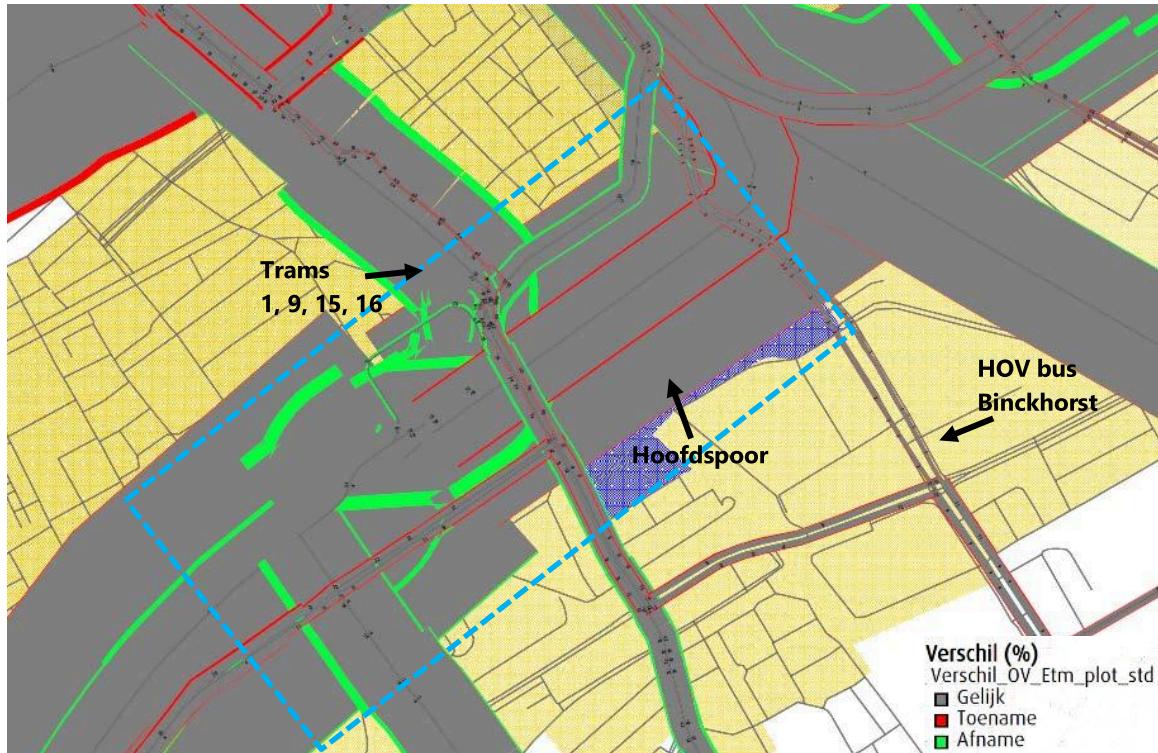 Trams
1, 9, 15, 16
HOV bus
Binckhorst
Hoofdspoor
Verschil (%)
Verschil_OV_Etm_plot_std
Gelijk
Toename
Afname